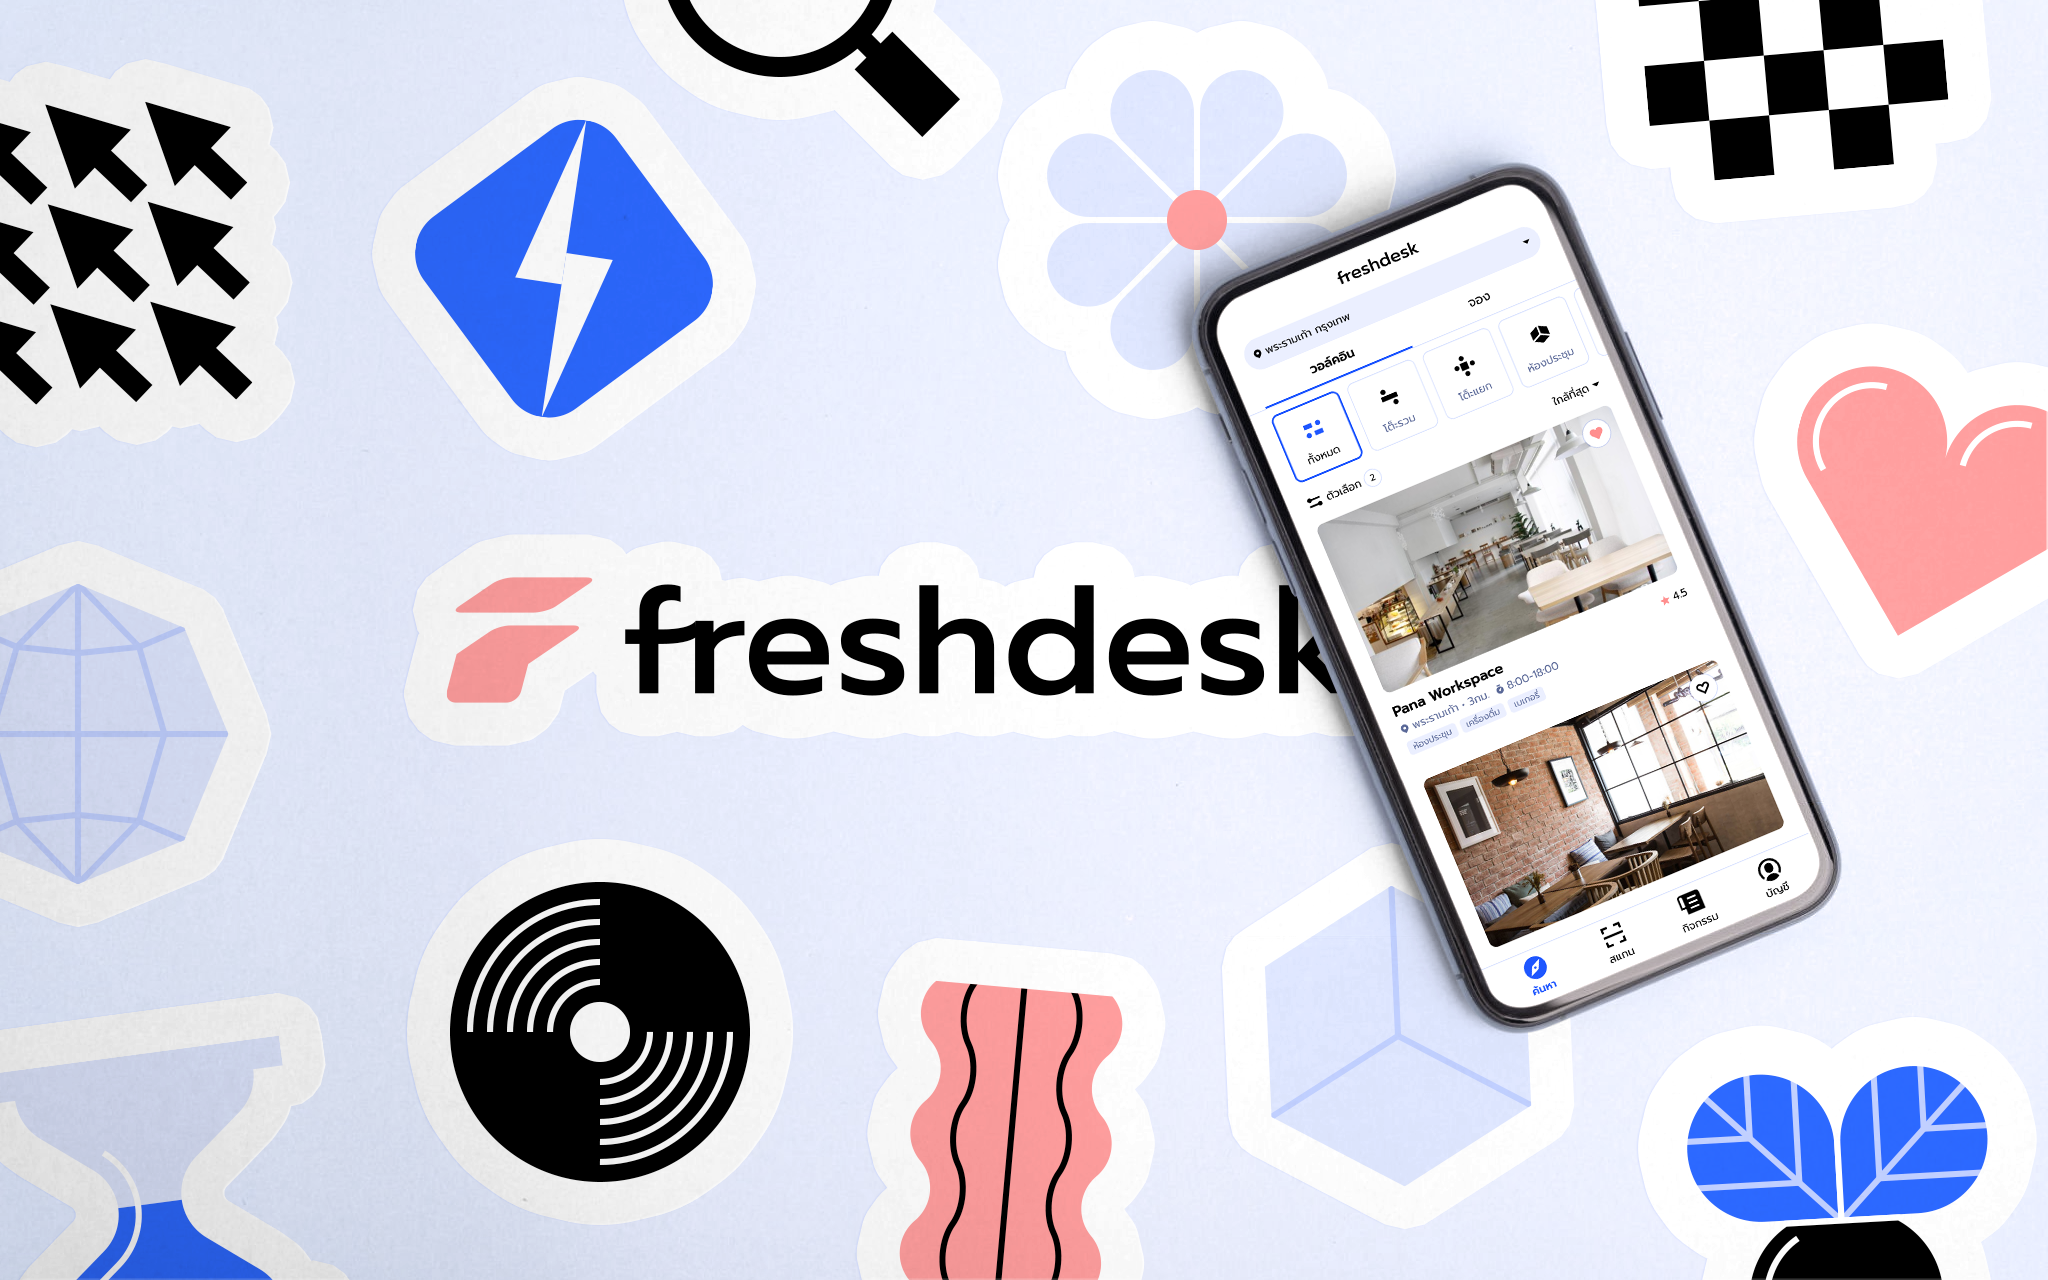 freshdesk
freshdesk
พระรามเก้า กรุงเทพ
วอล์คอิน
จอง
ทั้งหมด
โต๊ะรวม
โต๊ะแยก
ห้องประชุม
ตัวเลือก 2
ใกล้ที่สุด
Pana Workspace
4.5
พระรามเก้า • 3กม. 8:00-18:00
ห้องประชุม เครื่องดื่ม เบเกอรี่
ค้นหา
สแกน
กิจกรรม
บัญชี